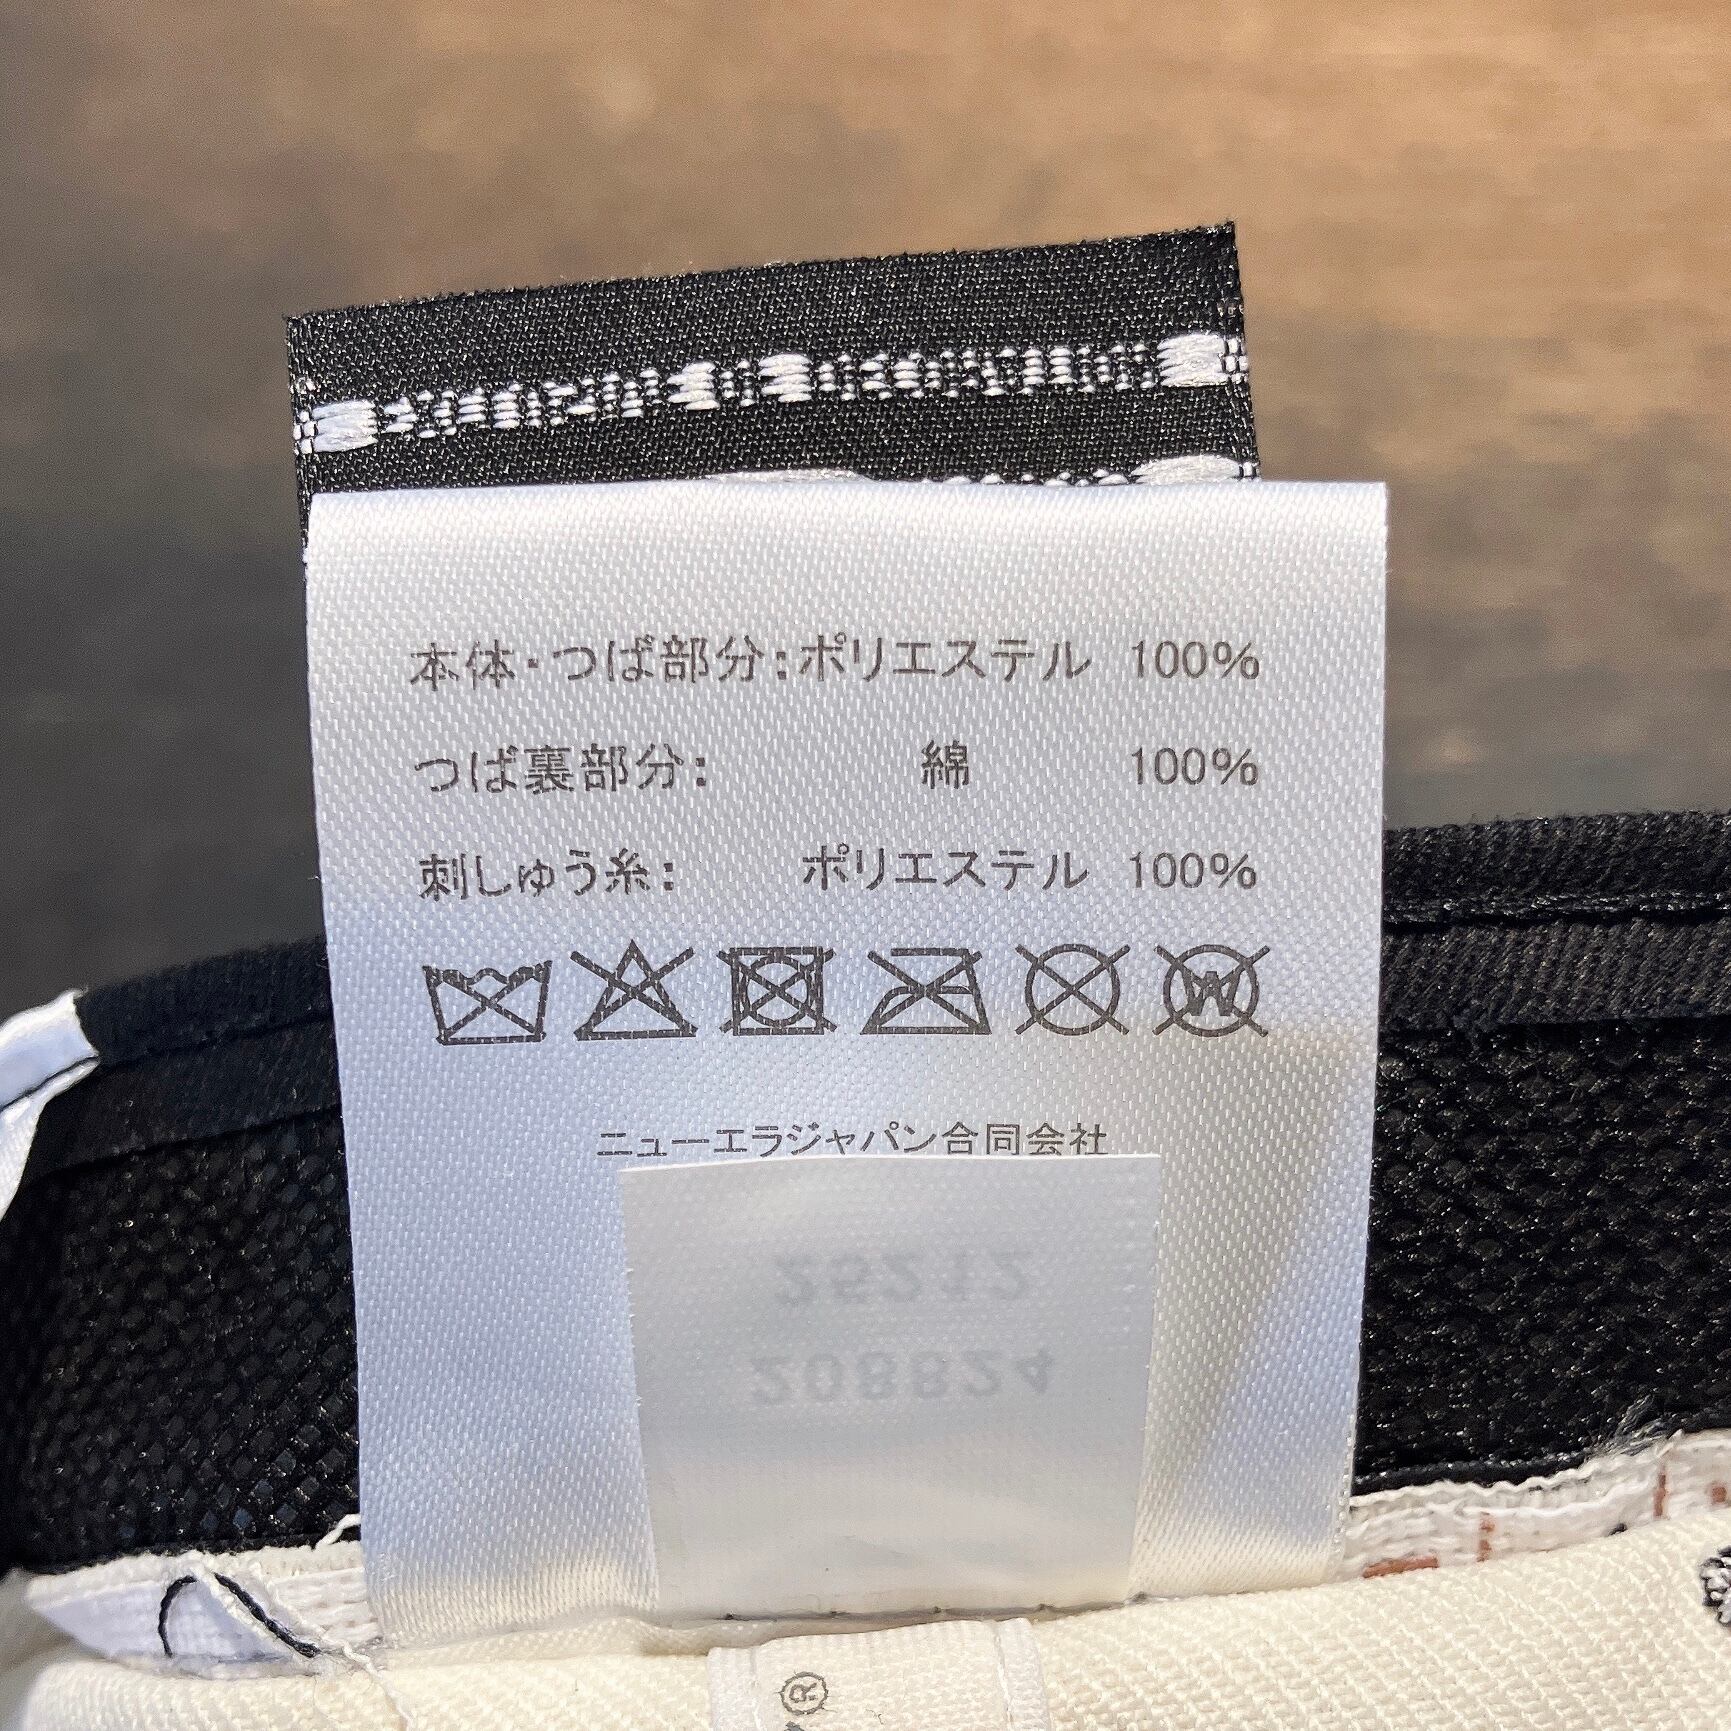 本体・つば部分:ポリエステル 100%
つば裏部分: 綿 100%
刺しゅう糸: ポリエステル 100%
W
ニューエラジャパン合同会社
25212
208824
®